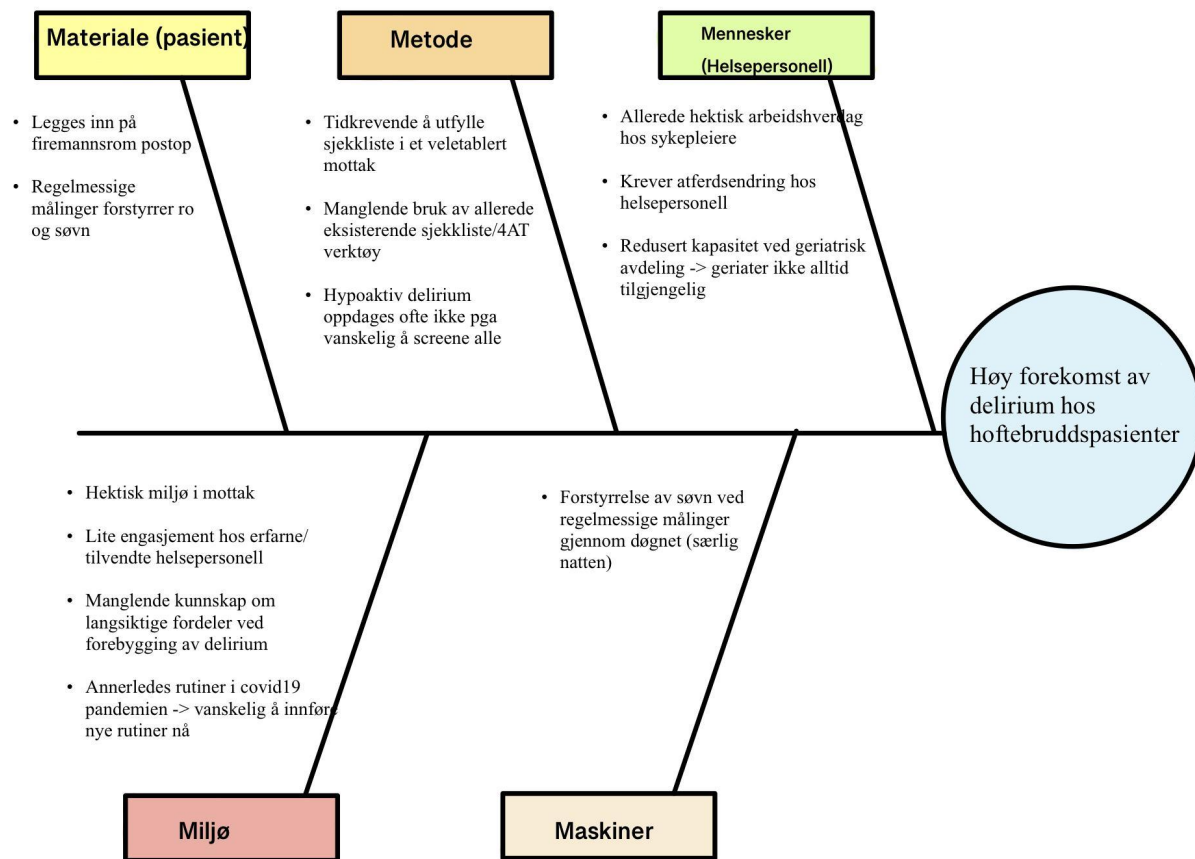 Materiale (pasient)
• Legges inn på
firemannsrom postop
• Regelmessige
målinger forstyrrer ro
og søvn
Metode
• Tidkrevende å utfylle
sjekkliste i et veletablert
mottak
• Manglende bruk av allerede
eksisterende sjekkliste/4AT
verktøy
• Hypoaktiv delirium
oppdages ofte ikke pga
vanskelig å screene alle
Mennesker
(Helsepersonell)
• Allerede hektisk arbeidshverdag
hos sykepleiere
• Krever atferdsendring hos
helsepersonell
• Redusert kapasitet ved geriatrisk
avdeling -> geriater ikke alltid
tilgjengelig
Høy forekomst av
delirium hos
hoftebruddspasienter
• Hektisk miljø i mottak
• Lite engasjement hos erfarne/
tilvendte helsepersonell
• Manglende kunnskap om
langsiktige fordeler ved
forebygging av delirium
• Annerledes rutiner i covid19
pandemien -> vanskelig å innføre
nye rutiner nå
Miljø
• Forstyrrelse av søvn ved
regelmessige målinger
gjennom døgnet (særlig
natten)
Maskiner